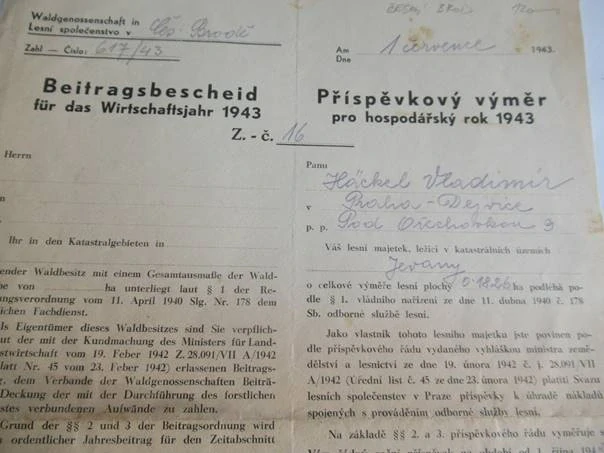 Waldgenossenschaft in
Lesní společenstvo v Čes. Brodě
Zahl — Číslo: 617/43
ČESKÝ BROD
Am
Dne 1 července 1943.
Beitragsbescheid
für das Wirtschaftsjahr 1943
Příspěvkový výměr
pro hospodářský rok 1943
Z. - č. 16
Herrn
in
Ihr in den Katastralgebieten in
ender Waldbesitz mit einem Gesamtausmaße der Wald-
e von ha unterliegt laut § 1 der Re-
ngsverordnung vom 11. April 1940 Slg. Nr. 178 dem
lichen Fachdienst.
ls Eigentümer dieses Waldbesitzes sind Sie verpflich-
ut der mit der Kundmachung des Ministers für Land-
stwirtschaft vom 19. Feber 1942 Z. 28.091/VII A/1942
latt Nr. 45 vom 23. Feber 1942) erlassenen Beitrags-
g, dem Verbande der Waldgenossenschaften Beiträ-
Deckung der mit der Durchführung des forstlichen
stes verbundenen Aufwände zu zahlen.
Grund der §§ 2 und 3 der Beitragsordnung wird
n ordentlicher Jahresbeitrag für den Zeitabschnitt
Panu
Häckel Vladimír
v Praha - Dejvice
p. p. Pod Ořechovkou 9
Váš lesní majetek, ležící v katastrálních územích
Jevany
o celkové výměře lesní plochy 0.1826 ha podléhá po-
dle § 1. vládního nařízení ze dne 11. dubna 1940 č. 178
Sb. odborné službě lesní.
Jako vlastník tohoto lesního majetku jste povinen po-
dle příspěvkového řádu vydaného vyhláškou ministra země-
dělství a lesnictví ze dne 19. února 1942 č. j. 28.091/VII
A/1942 (Úřední list č. 45 ze dne 23. února 1942) platiti Svazu
lesních společenstev v Praze příspěvky k úhradě nákladů
spojených s prováděním odborné služby lesní.
Na základě §§ 2. a 3. příspěvkového řádu vyměřuje se